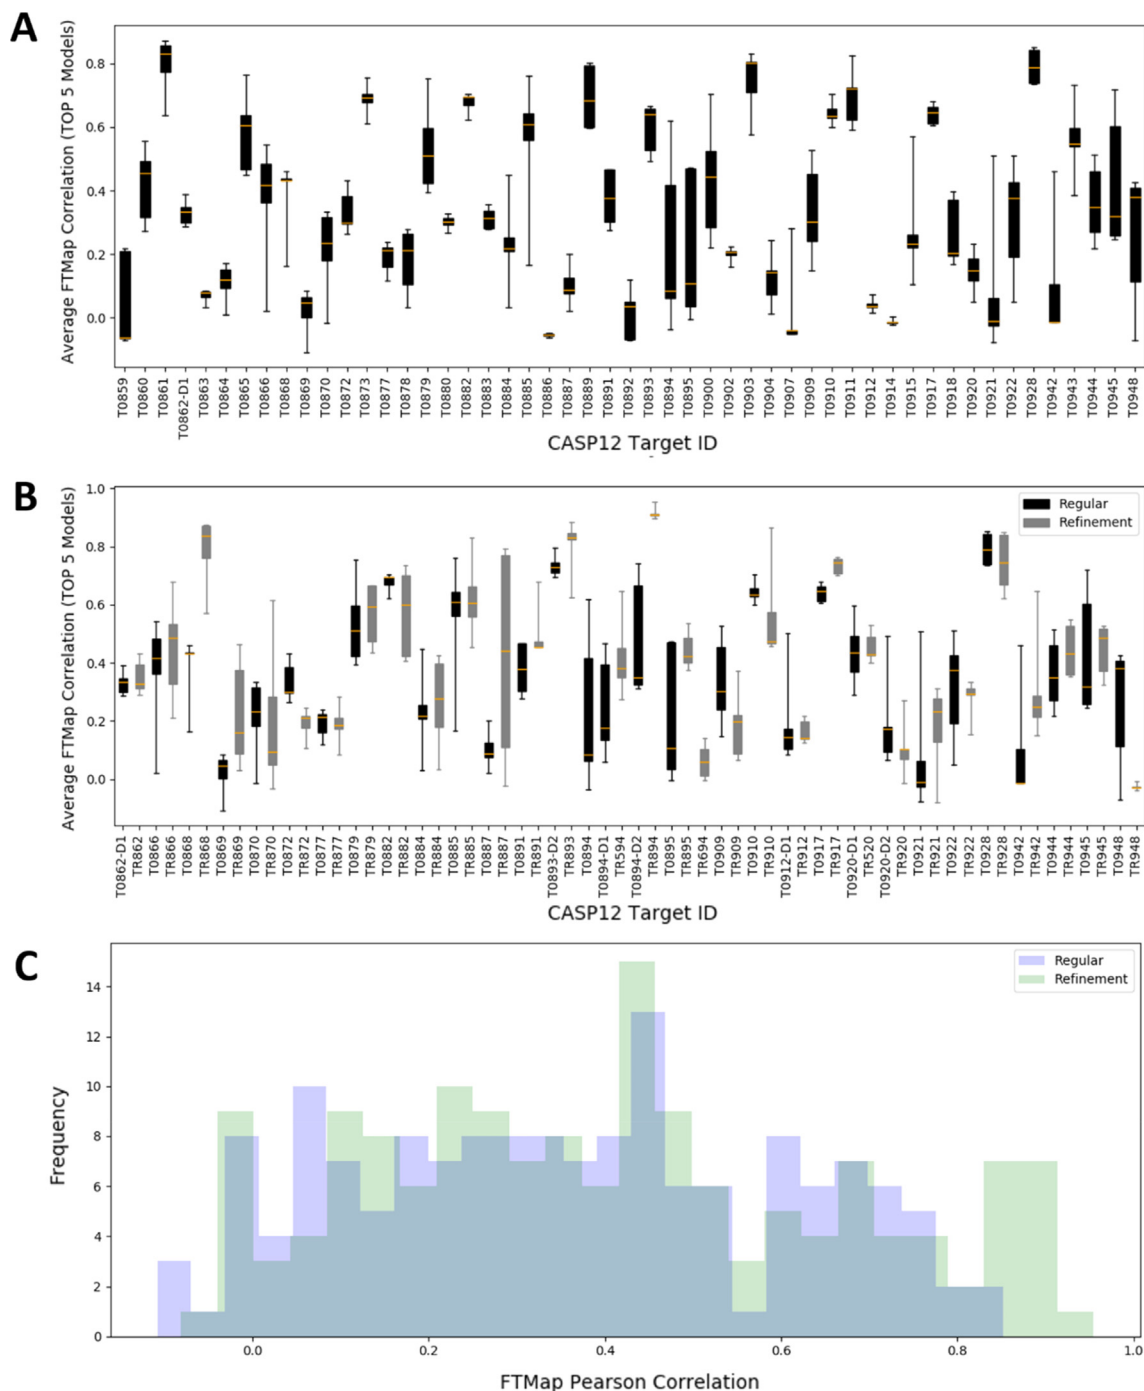 A
Average FTMap Correlation (TOP 5 Models)
0.8
0.6
0.4
0.2
0.0
T0859 T0860 T0861 T0862-D1 T0863 T0864 T0865 T0866 T0868 T0869 T0870 T0872 T0873 T0877 T0878 T0879 T0880 T0882 T0883 T0884 T0885 T0886 T0887 T0889 T0891 T0892 T0893 T0894 T0895 T0900 T0902 T0903 T0904 T0907 T0909 T0910 T0911 T0912 T0914 T0915 T0917 T0918 T0920 T0921 T0922 T0928 T0942 T0943 T0944 T0945 T0948
CASP12 Target ID
B
Average FTMap Correlation (TOP 5 Models)
1.0
0.8
0.6
0.4
0.2
0.0
Regular
Refinement
T0862-D1 TR862 T0866 TR866 T0868 TR868 T0869 TR869 T0870 TR870 T0872 TR872 T0877 TR877 T0879 TR879 T0882 TR882 T0884 TR884 T0885 TR885 T0887 TR887 T0891 TR891 T0893-D2 TR893 T0894 T0894-D1 TR594 T0894-D2 TR894 T0895 TR895 TR694 T0909 TR909 T0910 TR910 T0912-D1 TR912 T0917 TR917 T0920-D1 TR520 T0920-D2 TR920 T0921 TR921 T0922 TR922 T0928 TR928 T0942 TR942 T0944 TR944 T0945 TR945 T0948 TR948
CASP12 Target ID
C
Frequency
14
12
10
8
6
4
2
0
Regular
Refinement
0.0 0.2 0.4 0.6 0.8 1.0
FTMap Pearson Correlation